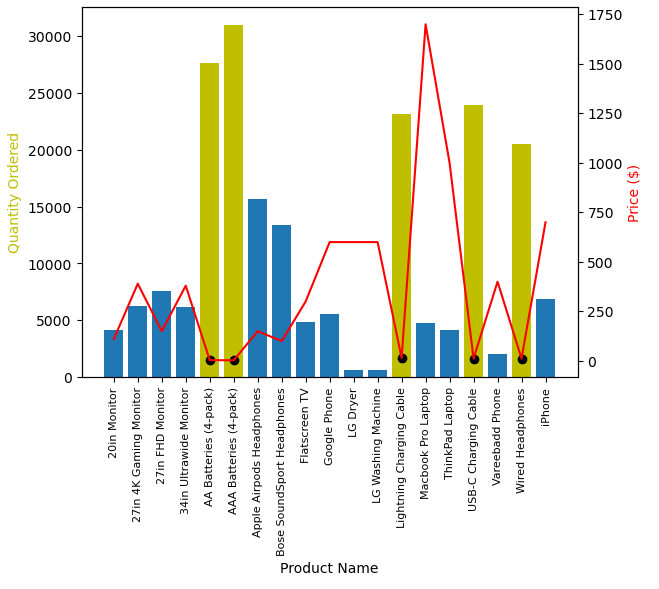 30000
25000
20000
15000
10000
5000
0
Quantity Ordered
1750
1500
1250
1000
750
500
250
0
Price ($)
20in Monitor
27in 4K Gaming Monitor
27in FHD Monitor
34in Ultrawide Monitor
AA Batteries (4-pack)
AAA Batteries (4-pack)
Apple Airpods Headphones
Bose SoundSport Headphones
Flatscreen TV
Google Phone
LG Dryer
LG Washing Machine
Lightning Charging Cable
Macbook Pro Laptop
ThinkPad Laptop
USB-C Charging Cable
Vareebadd Phone
Wired Headphones
iPhone
Product Name